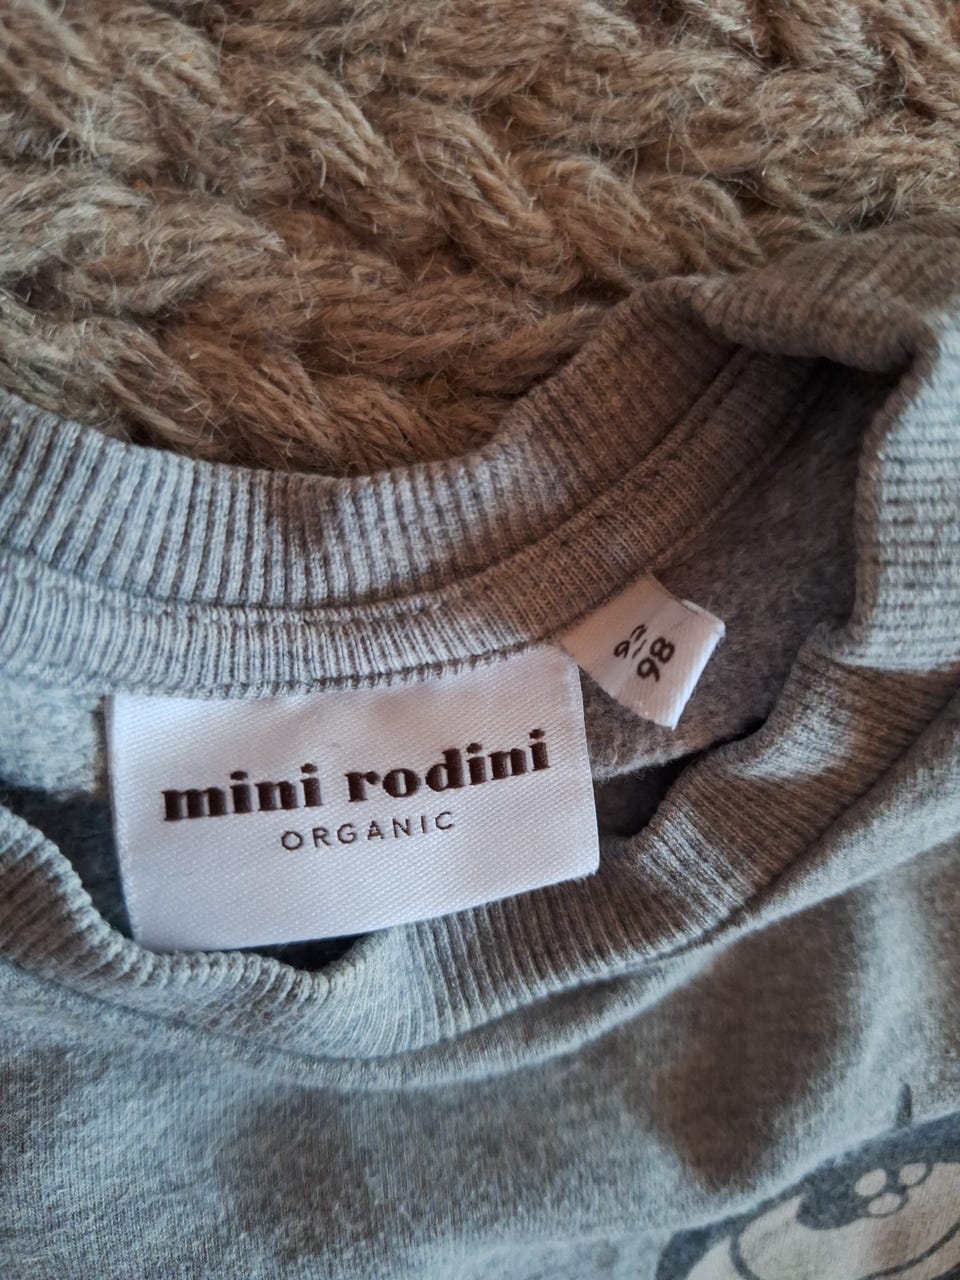 mini rodini
ORGANIC
92/
98